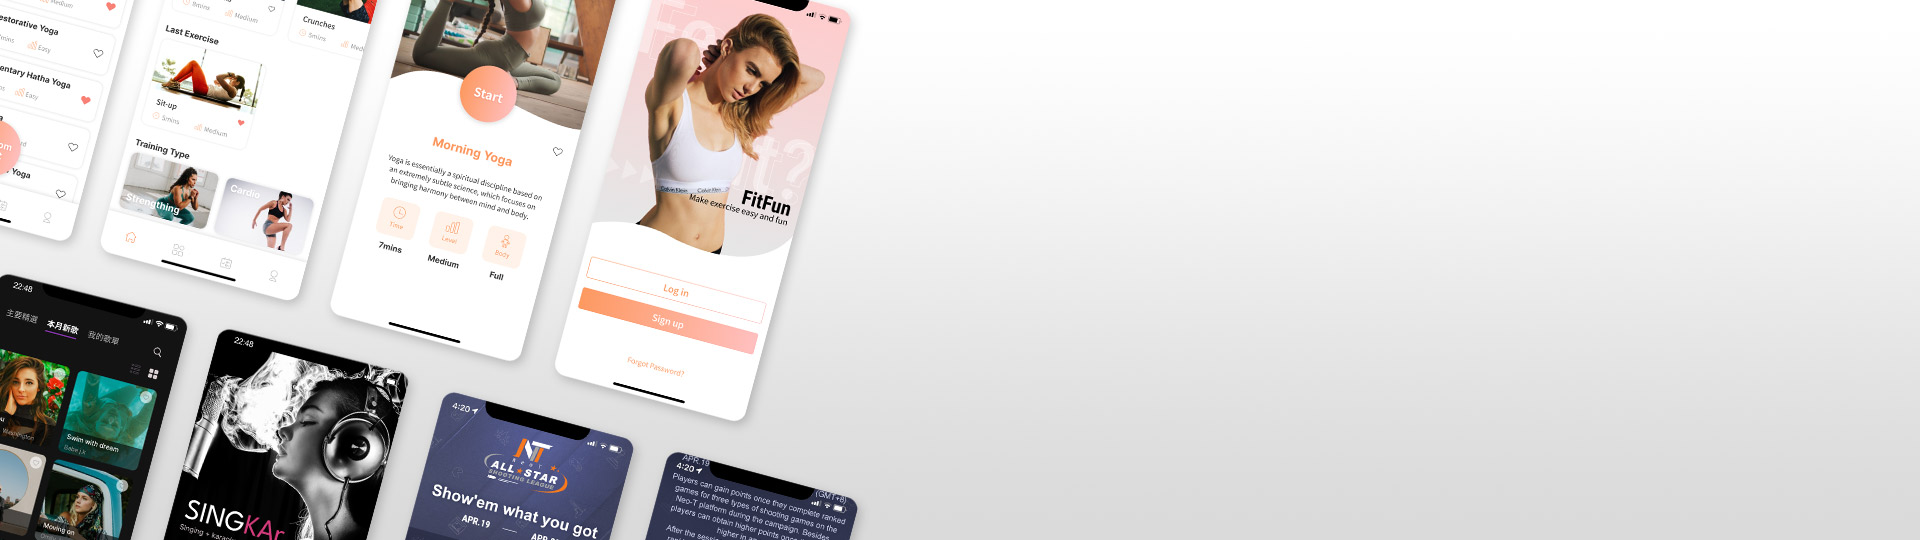 estorative Yoga
mins
Easy
entary Hatha Yoga
Easy
Yoga
8mins
Medium
Last Exercise
Sit-up
5mins
Medium
Training Type
Strengthing
Cardio
Crunches
5mins
Start
Morning Yoga
Yoga is essentially a spiritual discipline based on
an extremely subtle science, which focuses on
bringing harmony between mind and body.
Time
Level
Body
7mins
Medium
Full
Calvin Klein
Calvin Klein
FitFun
Make exercise easy and fun
Log in
Sign up
Forgot Password?
22:48
主要精選
本月新歌
我的歌單
Swim with dream
Moving on
22:48
SINGKAr
4:20
NT
ALL STAR
SHOOTING LEAGUE
Show'em what you got
APR.19
APR.19
4:20
(GMT+8)
Players can gain points once they complete ranked
games for three types of shooting games on the
Neo-T platform during the campaign. Besides
players can obtain higher points
After the